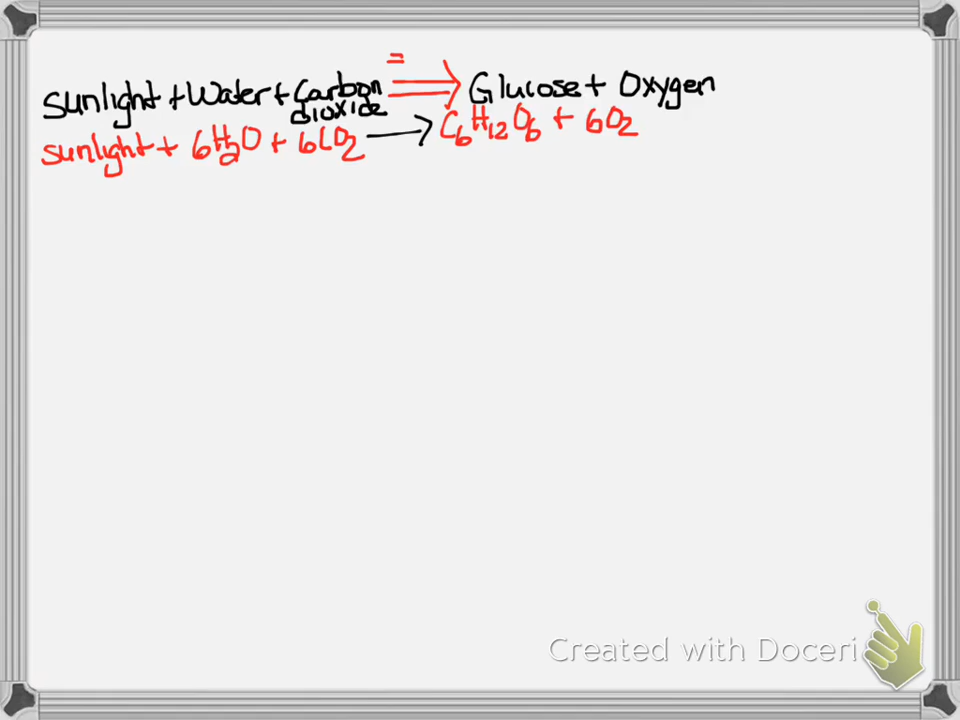 Sunlight + Water + Carbon dioxide = ⇒ Glucose + Oxygen
sunlight + 6H₂O + 6CO₂ → C₆H₁₂O₆ + 6O₂
Created with Doceri